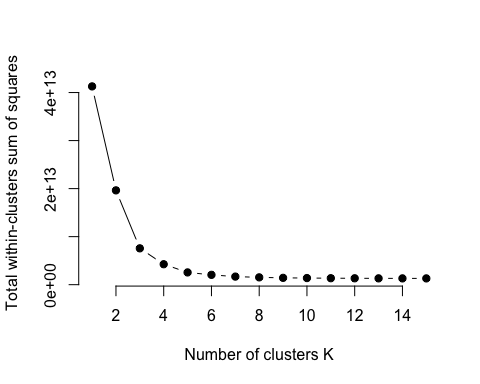 Total within-clusters sum of squares
4e+13
2e+13
0e+00
2 4 6 8 10 12 14
Number of clusters K